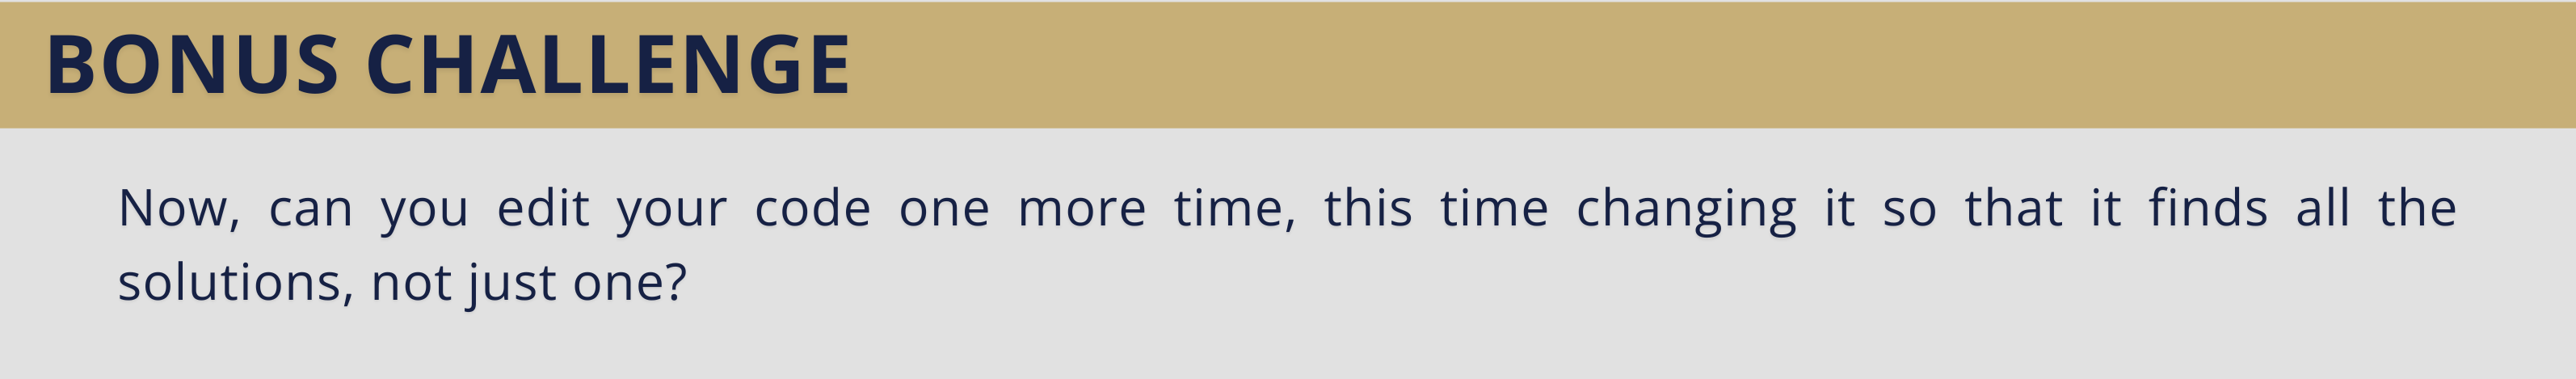 BONUS CHALLENGE
Now, can you edit your code one more time, this time changing it so that it finds all the
solutions, not just one?